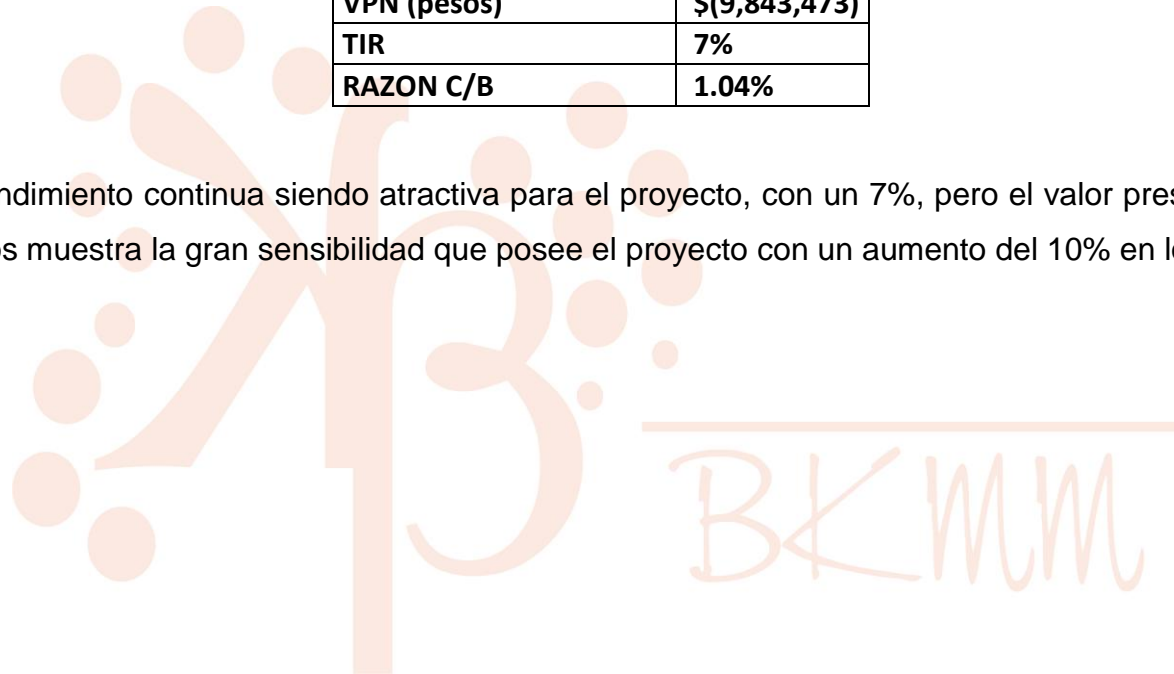 VPN (pesos) $(9,843,473)
TIR 7%
RAZON C/B 1.04%
ndimiento continua siendo atractiva para el proyecto, con un 7%, pero el valor pres
os muestra la gran sensibilidad que posee el proyecto con un aumento del 10% en l
BKMM